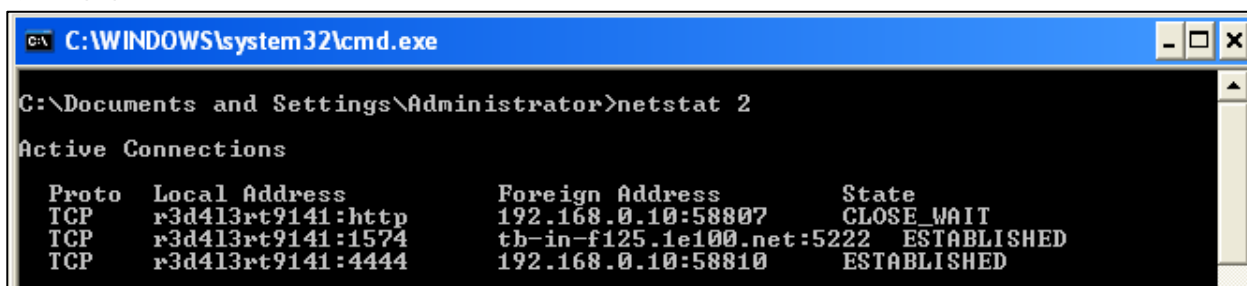 C:\WINDOWS\system32\cmd.exe
C:\Documents and Settings\Administrator>netstat 2
Active Connections
Proto  Local Address          Foreign Address        State
TCP    r3d4l3rt9141:http      192.168.0.10:58807     CLOSE_WAIT
TCP    r3d4l3rt9141:1574      tb-in-f125.1e100.net:5222  ESTABLISHED
TCP    r3d4l3rt9141:4444      192.168.0.10:58810     ESTABLISHED